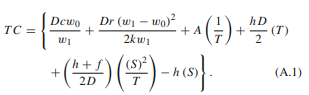 TC = { Dcw₀/w₁ + Dr (w₁ − w₀)²/2kw₁ + A (1/T) + hD/2 (T)
+ ((h + f)/2D) ((S)²/T) − h (S) }. (A.1)